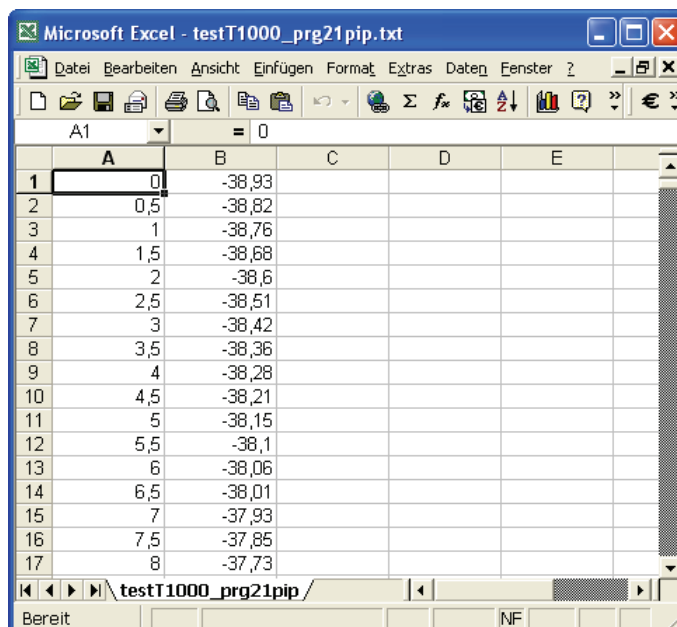 Microsoft Excel - testT1000_prg21pip.txt
Datei Bearbeiten Ansicht Einfügen Format Extras Daten Fenster ?
A1 = 0
A B C D E
1 0 -38,93
2 0,5 -38,82
3 1 -38,76
4 1,5 -38,68
5 2 -38,6
6 2,5 -38,51
7 3 -38,42
8 3,5 -38,36
9 4 -38,28
10 4,5 -38,21
11 5 -38,15
12 5,5 -38,1
13 6 -38,06
14 6,5 -38,01
15 7 -37,93
16 7,5 -37,85
17 8 -37,73
testT1000_prg21pip
Bereit NF